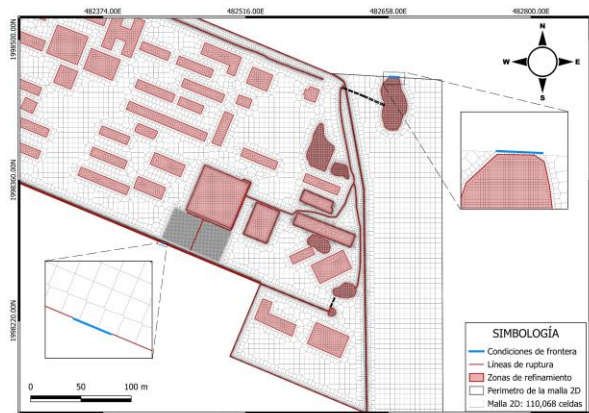 482374.00E 482516.00E 482658.00E 482800.00E
1998500.00N
1998360.00N
1998220.00N
N
W E
S
SIMBOLOGÍA
Condiciones de frontera
Líneas de ruptura
Zonas de refinamiento
Perimetro de la malla 2D
Malla 2D: 110,068 celdas
0 50 100 m